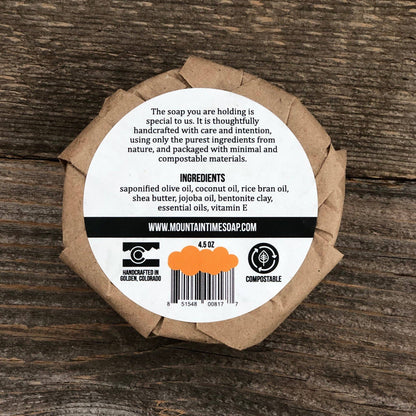 The soap you are holding is
special to us. It is thoughtfully
handcrafted with care and intention,
using only the purest ingredients from
nature, and packaged with minimal and
compostable materials.
INGREDIENTS
saponified olive oil, coconut oil, rice bran oil,
shea butter, jojoba oil, bentonite clay,
essential oils, vitamin E
WWW.MOUNTAINTIMESOAP.COM
4.5 OZ
HANDCRAFTED IN
GOLDEN, COLORADO
COMPOSTABLE
8 51548 00817 7